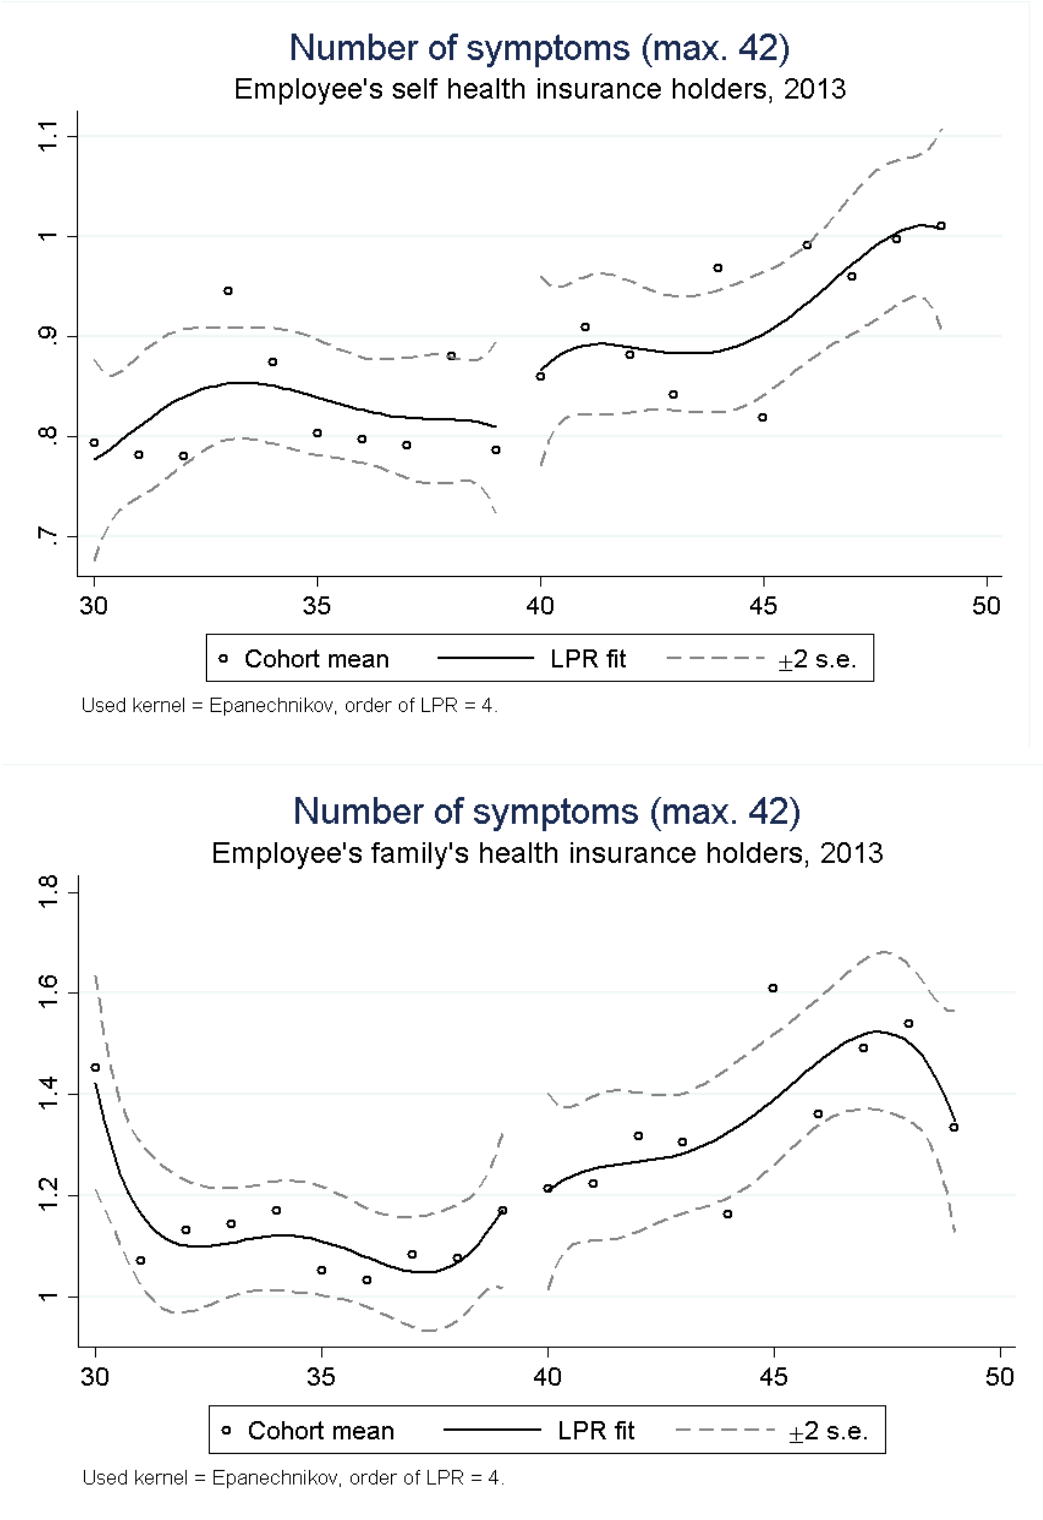 Number of symptoms (max. 42)
Employee's self health insurance holders, 2013
1.1
1
.9
.8
.7
30 35 40 45 50
Cohort mean LPR fit ±2 s.e.
Used kernel = Epanechnikov, order of LPR = 4.
Number of symptoms (max. 42)
Employee's family's health insurance holders, 2013
1.8
1.6
1.4
1.2
1
30 35 40 45 50
Cohort mean LPR fit ±2 s.e.
Used kernel = Epanechnikov, order of LPR = 4.